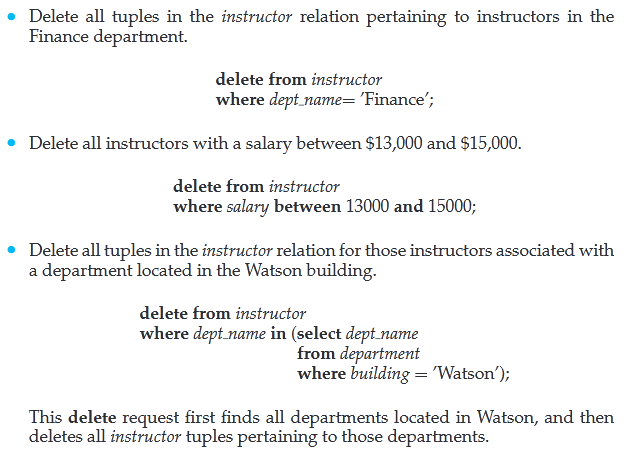 • Delete all tuples in the instructor relation pertaining to instructors in the
Finance department.
delete from instructor
where dept_name= ’Finance’;
• Delete all instructors with a salary between $13,000 and $15,000.
delete from instructor
where salary between 13000 and 15000;
• Delete all tuples in the instructor relation for those instructors associated with
a department located in the Watson building.
delete from instructor
where dept_name in (select dept_name
from department
where building = ’Watson’);
This delete request first finds all departments located in Watson, and then
deletes all instructor tuples pertaining to those departments.